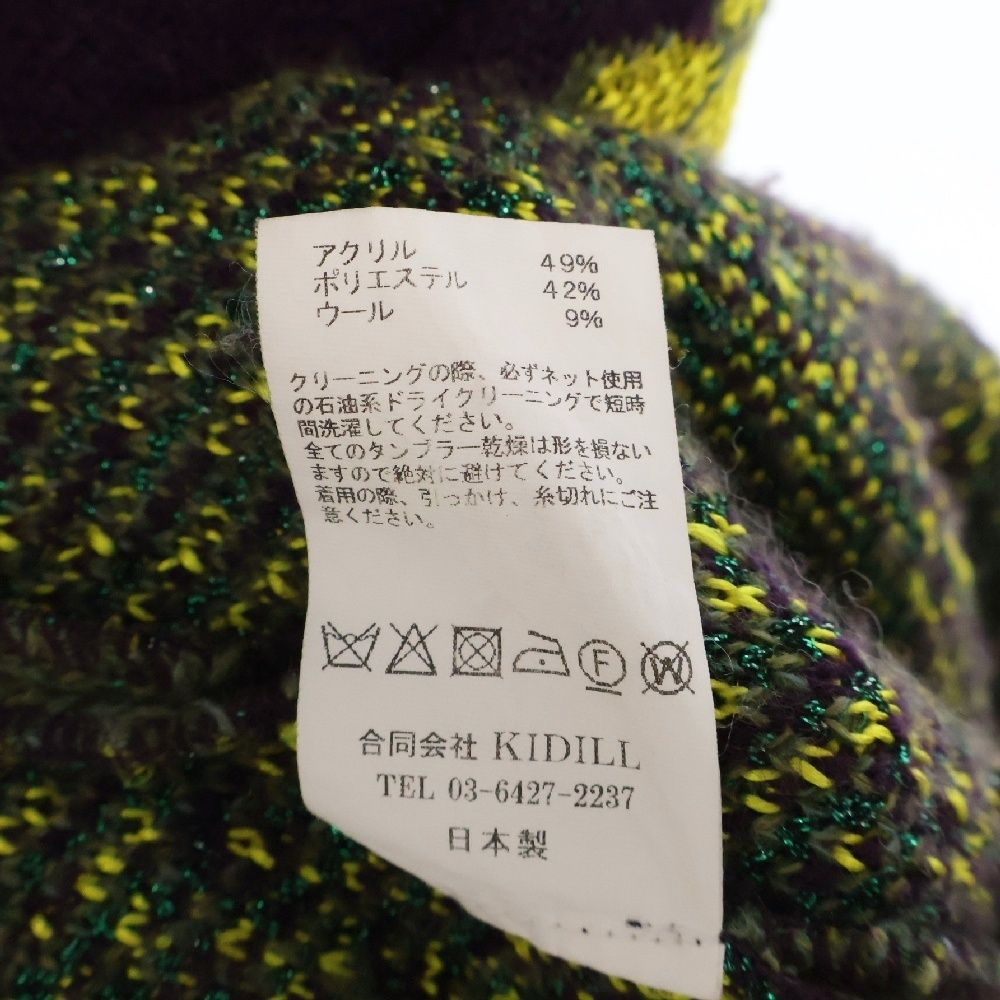 アクリル 49%
ポリエステル 42%
ウール 9%
クリーニングの際、必ずネット使用
の石油系ドライクリーニングで短時
間洗濯してください。
全てのタンブラー乾燥は形を損ない
ますので絶対に避けてください。
着用の際、引っかけ、糸切れにご注
意ください。
F W
合同会社 KIDILL
TEL 03-6427-2237
日本製